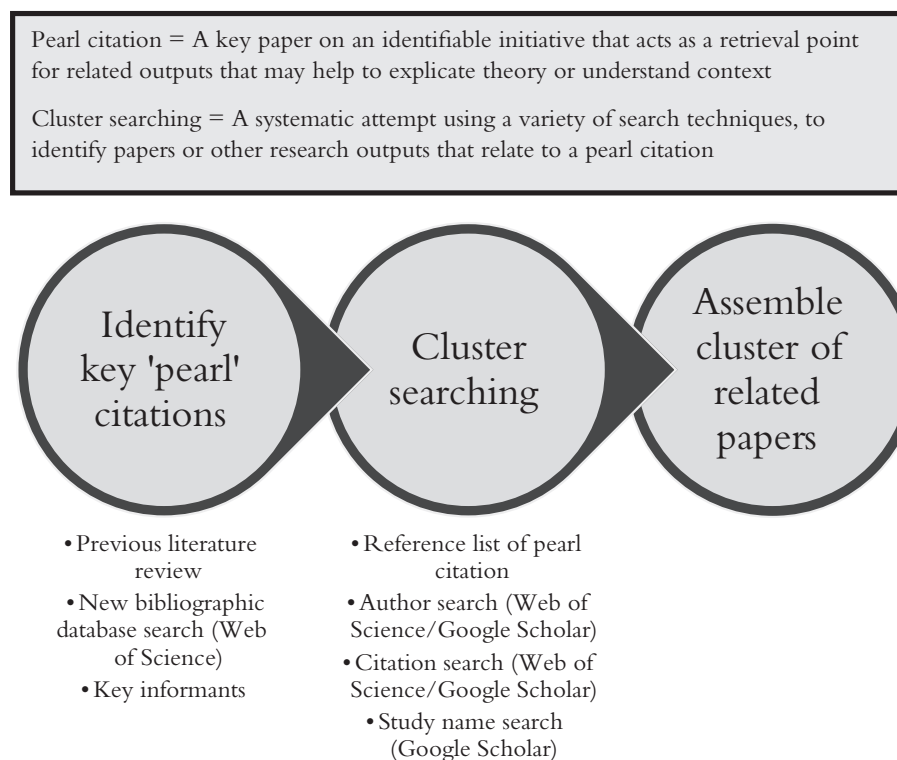 Pearl citation = A key paper on an identifiable initiative that acts as a retrieval point
for related outputs that may help to explicate theory or understand context
Cluster searching = A systematic attempt using a variety of search techniques, to
identify papers or other research outputs that relate to a pearl citation
Identify
key 'pearl'
citations
Cluster
searching
Assemble
cluster of
related
papers
• Previous literature
review
• New bibliographic
database search (Web
of Science)
• Key informants
• Reference list of pearl
citation
• Author search (Web of
Science/Google Scholar)
• Citation search (Web of
Science/Google Scholar)
• Study name search
(Google Scholar)